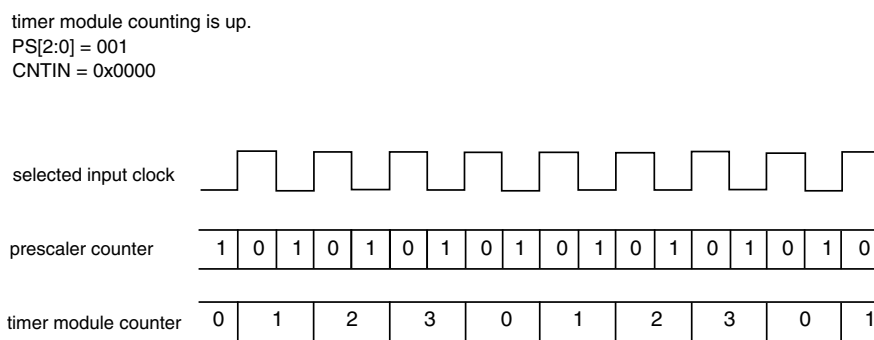 timer module counting is up.
PS[2:0] = 001
CNTIN = 0x0000
selected input clock
prescaler counter 1 0 1 0 1 0 1 0 1 0 1 0 1 0 1 0 1 0
timer module counter 0 1 2 3 0 1 2 3 0 1